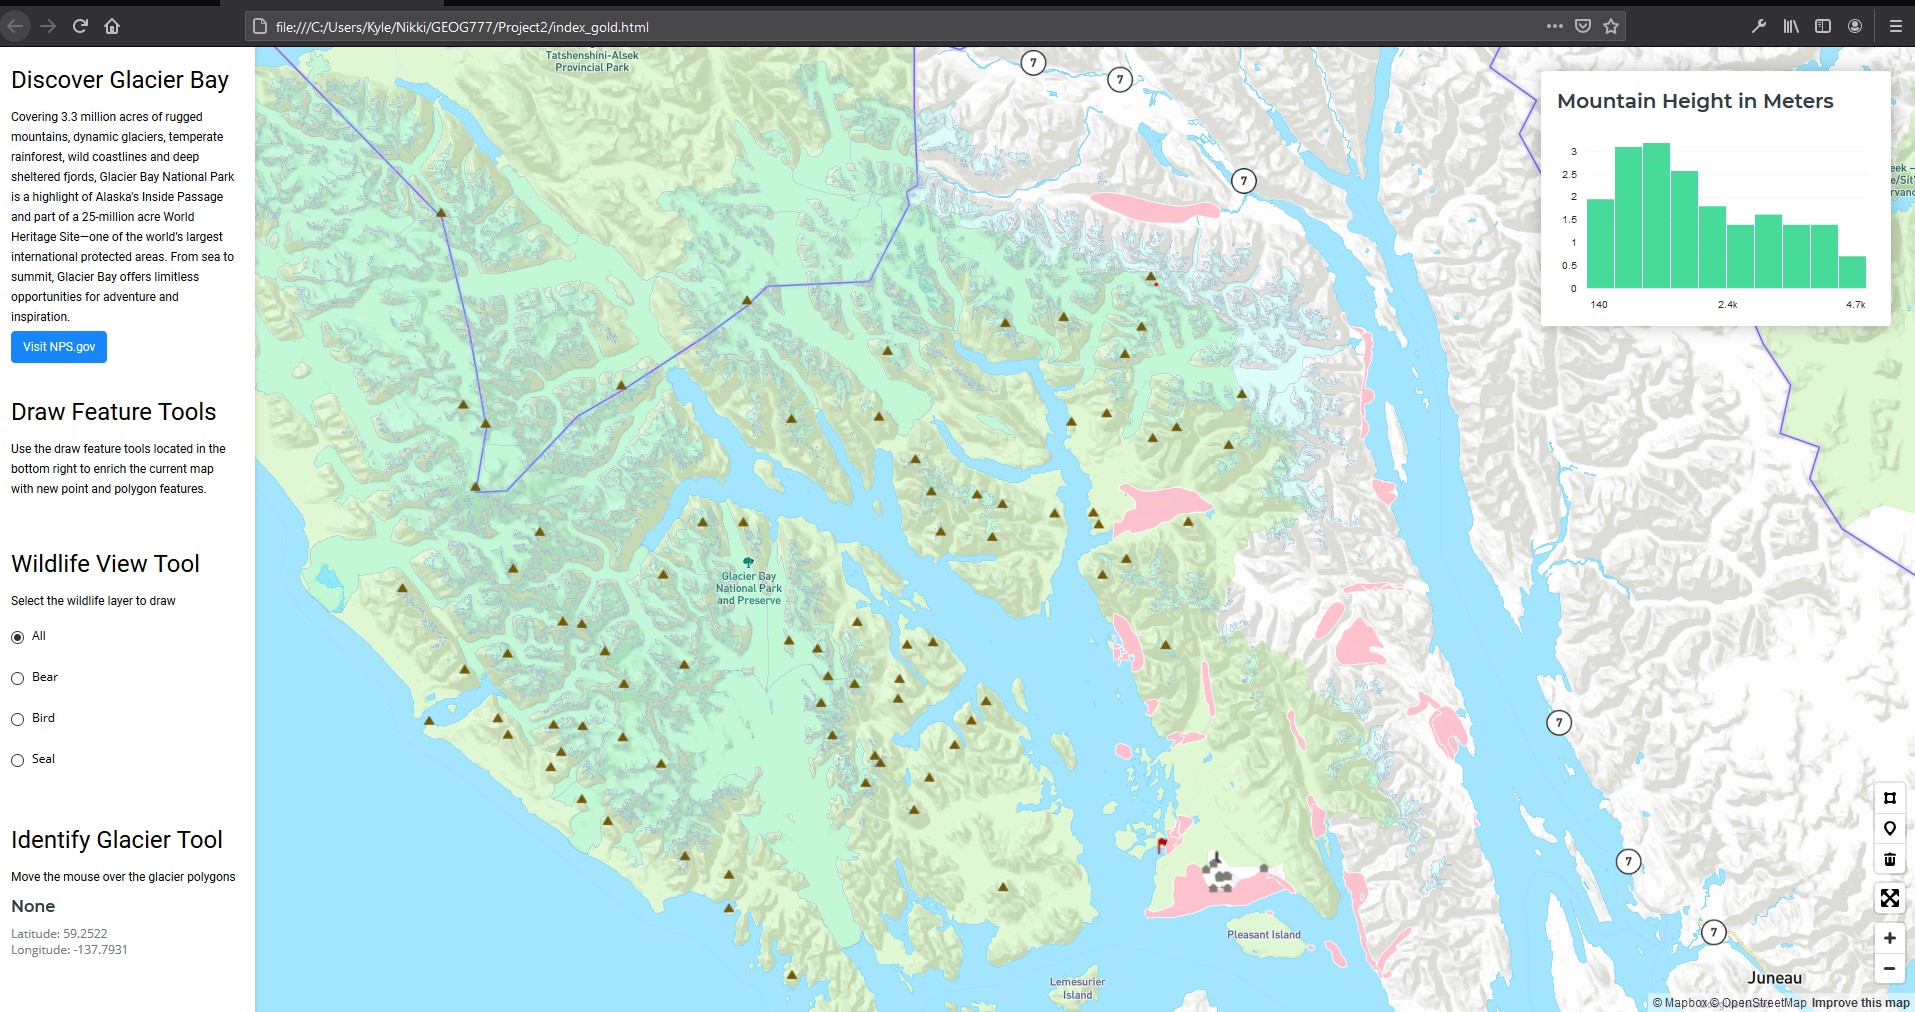 file:///C:/Users/Kyle/Nikki/GEOG777/Project2/index_gold.html
Discover Glacier Bay
Covering 3.3 million acres of rugged
mountains, dynamic glaciers, temperate
rainforest, wild coastlines and deep
sheltered fjords, Glacier Bay National Park
is a highlight of Alaska's Inside Passage
and part of a 25-million acre World
Heritage Site—one of the world's largest
international protected areas. From sea to
summit, Glacier Bay offers limitless
opportunities for adventure and
inspiration.
Visit NPS.gov
Draw Feature Tools
Use the draw feature tools located in the
bottom right to enrich the current map
with new point and polygon features.
Wildlife View Tool
Select the wildlife layer to draw
All
Bear
Bird
Seal
Identify Glacier Tool
Move the mouse over the glacier polygons
None
Latitude: 59.2522
Longitude: -137.7931
Tatshenshini-Alsek
Provincial Park
7
7
7
Glacier Bay
National Park
and Preserve
7
7
7
Pleasant Island
Lemesurier
Island
Juneau
Mountain Height in Meters
3
2.5
2
1.5
1
0.5
0
140
2.4k
4.7k
© Mapbox © OpenStreetMap Improve this map